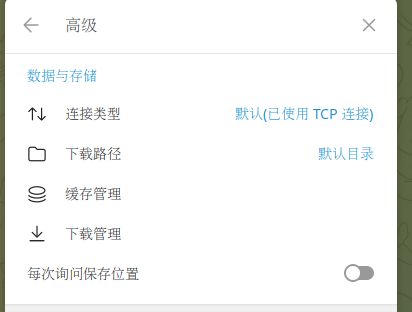 高级
数据与存储
连接类型 默认(已使用 TCP 连接)
下载路径 默认目录
缓存管理
下载管理
每次询问保存位置